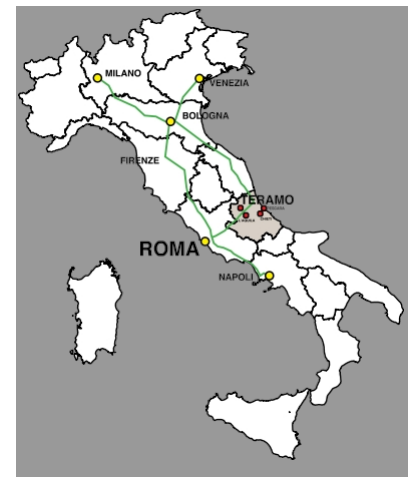 MILANO
VENEZIA
BOLOGNA
FIRENZE
TERAMO
ROMA
NAPOLI